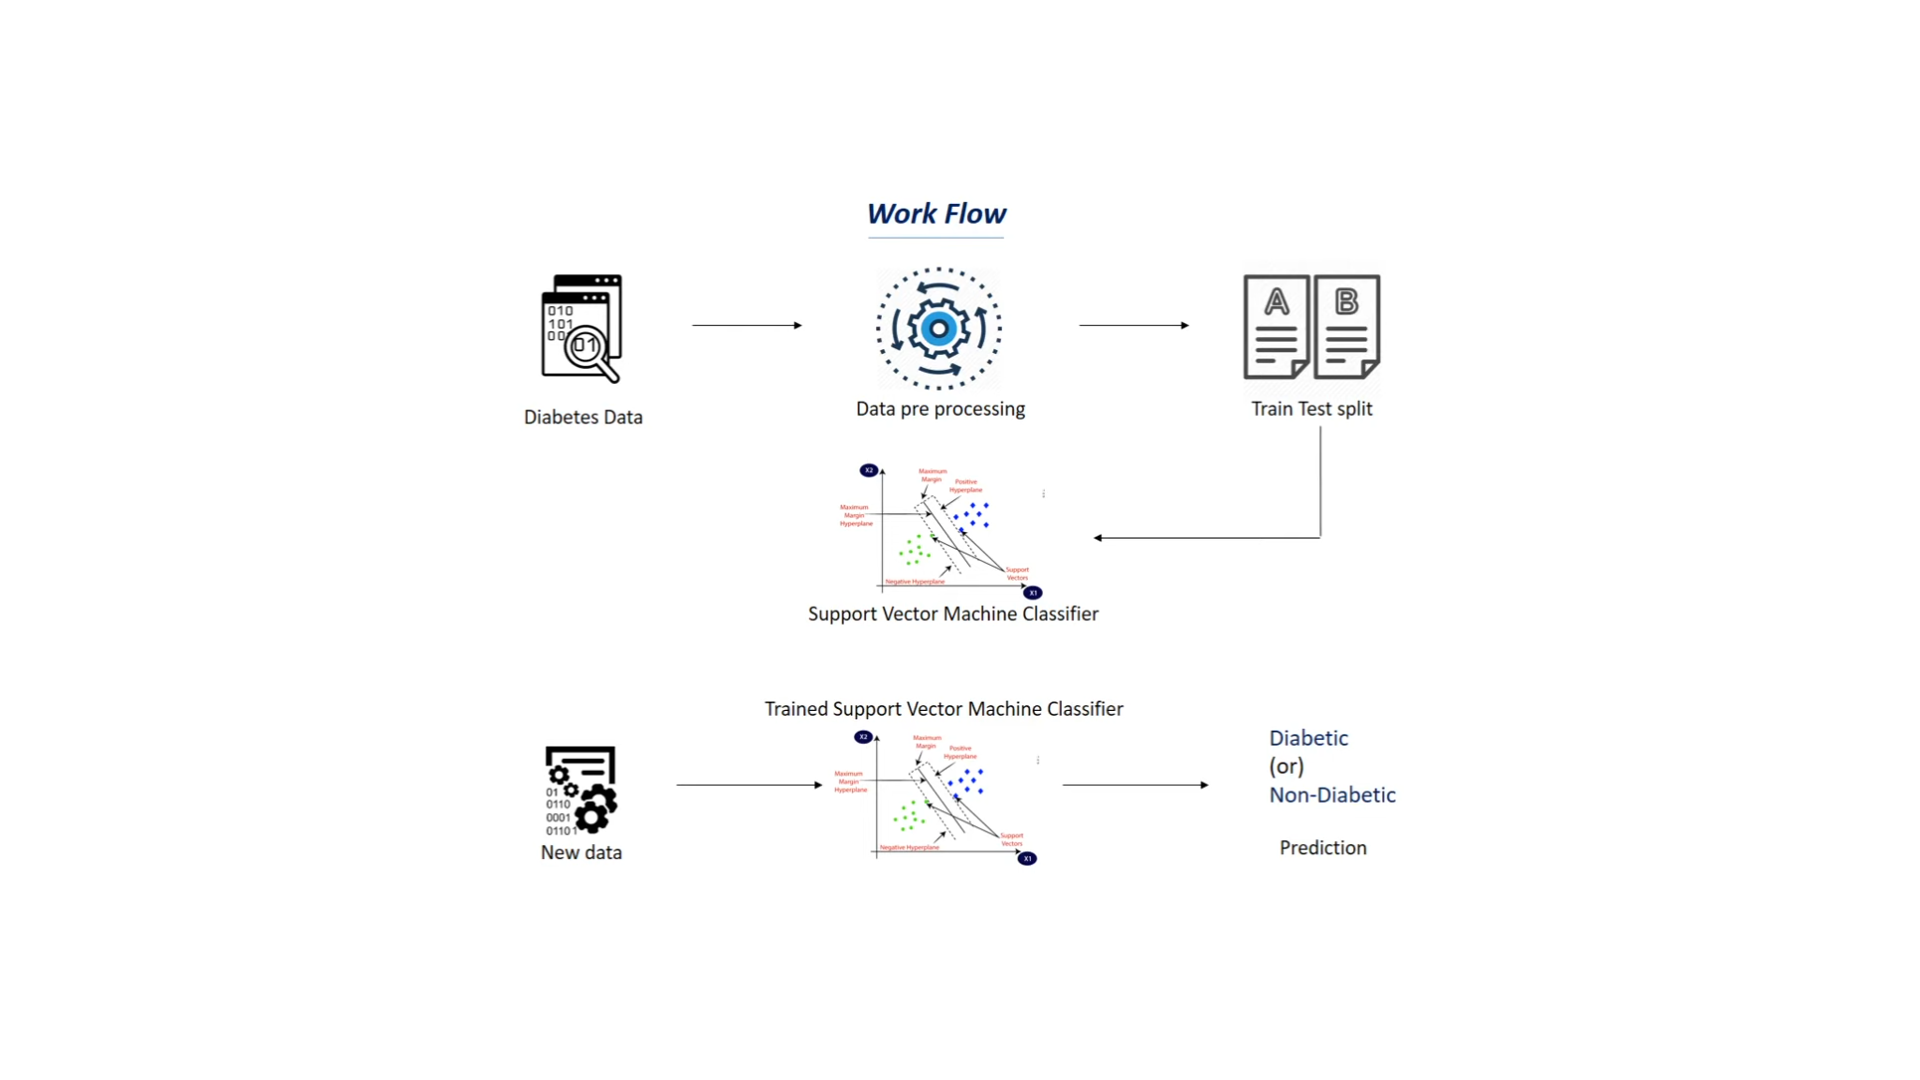 Work Flow
010
101
00
01
A
B
Diabetes Data
Data pre processing
Train Test split
X2
Maximum
Margin
Positive
Hyperplane
Maximum
Margin
Hyperplane
Support
Vectors
Negative Hyperplane
X1
Support Vector Machine Classifier
Trained Support Vector Machine Classifier
X2
Maximum
Margin
Positive
Hyperplane
Maximum
Margin
Hyperplane
Support
Vectors
Negative Hyperplane
X1
01
0110
0001
01101
New data
Diabetic
(or)
Non-Diabetic
Prediction